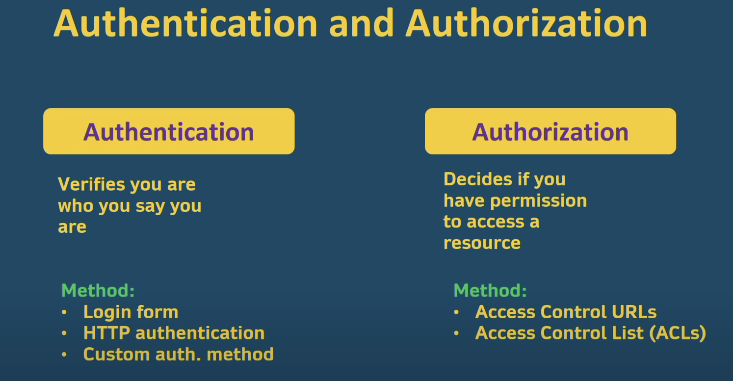 Authentication and Authorization
Authentication
Verifies you are
who you say you
are
Method:
• Login form
• HTTP authentication
• Custom auth. method
Authorization
Decides if you
have permission
to access a
resource
Method:
• Access Control URLs
• Access Control List (ACLs)